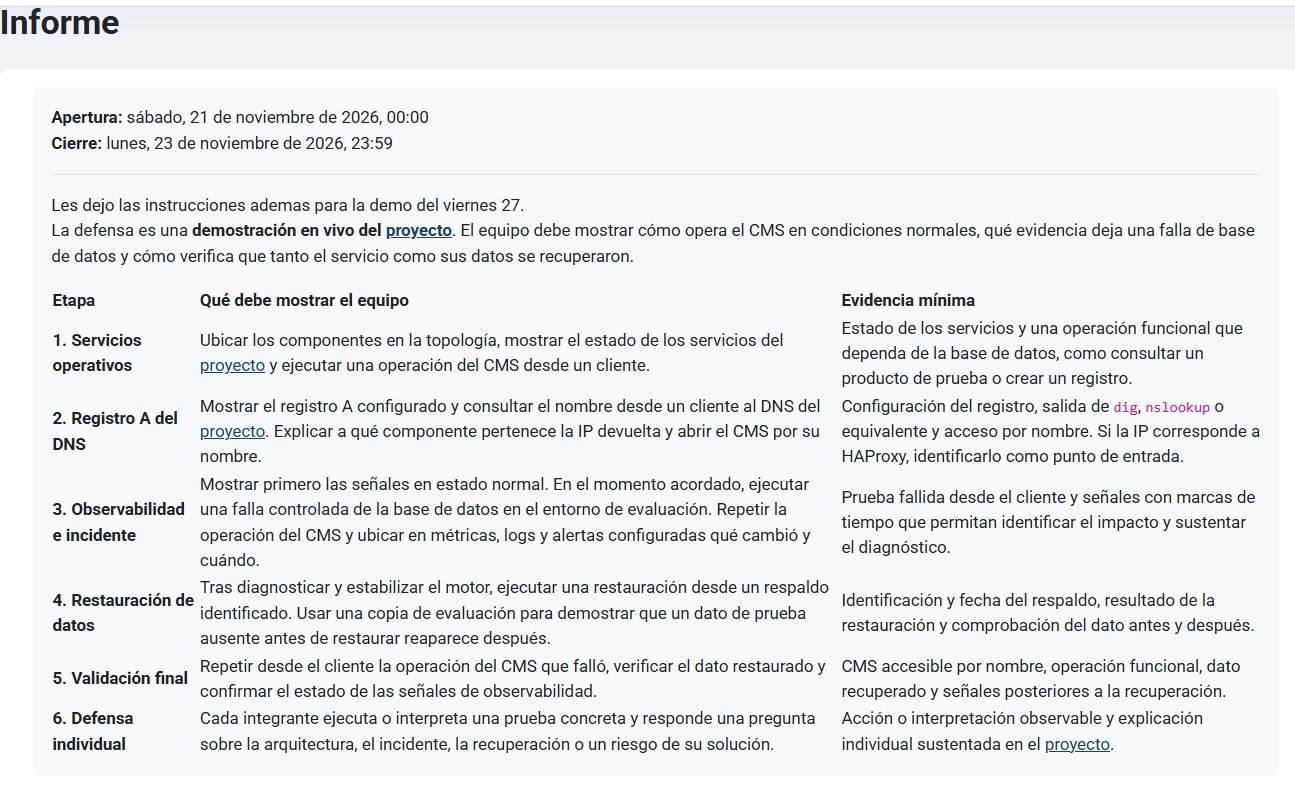 Informe
Apertura: sábado, 21 de noviembre de 2026, 00:00
Cierre: lunes, 23 de noviembre de 2026, 23:59
Les dejo las instrucciones ademas para la demo del viernes 27.
La defensa es una demostración en vivo del proyecto. El equipo debe mostrar cómo opera el CMS en condiciones normales, qué evidencia deja una falla de base
de datos y cómo verifica que tanto el servicio como sus datos se recuperaron.
Etapa
Qué debe mostrar el equipo
Evidencia mínima
1. Servicios
operativos
Ubicar los componentes en la topología, mostrar el estado de los servicios del
proyecto y ejecutar una operación del CMS desde un cliente.
Estado de los servicios y una operación funcional que
dependa de la base de datos, como consultar un
producto de prueba o crear un registro.
2. Registro A del
DNS
Mostrar el registro A configurado y consultar el nombre desde un cliente al DNS del
proyecto. Explicar a qué componente pertenece la IP devuelta y abrir el CMS por su
nombre.
Configuración del registro, salida de dig, nslookup o
equivalente y acceso por nombre. Si la IP corresponde a
HAProxy, identificarlo como punto de entrada.
3. Observabilidad
e incidente
Mostrar primero las señales en estado normal. En el momento acordado, ejecutar
una falla controlada de la base de datos en el entorno de evaluación. Repetir la
operación del CMS y ubicar en métricas, logs y alertas configuradas qué cambió y
cuándo.
Prueba fallida desde el cliente y señales con marcas de
tiempo que permitan identificar el impacto y sustentar
el diagnóstico.
4. Restauración de
datos
Tras diagnosticar y estabilizar el motor, ejecutar una restauración desde un respaldo
identificado. Usar una copia de evaluación para demostrar que un dato de prueba
ausente antes de restaurar reaparece después.
Identificación y fecha del respaldo, resultado de la
restauración y comprobación del dato antes y después.
5. Validación final
Repetir desde el cliente la operación del CMS que falló, verificar el dato restaurado y
confirmar el estado de las señales de observabilidad.
CMS accesible por nombre, operación funcional, dato
recuperado y señales posteriores a la recuperación.
6. Defensa
individual
Cada integrante ejecuta o interpreta una prueba concreta y responde una pregunta
sobre la arquitectura, el incidente, la recuperación o un riesgo de su solución.
Acción o interpretación observable y explicación
individual sustentada en el proyecto.